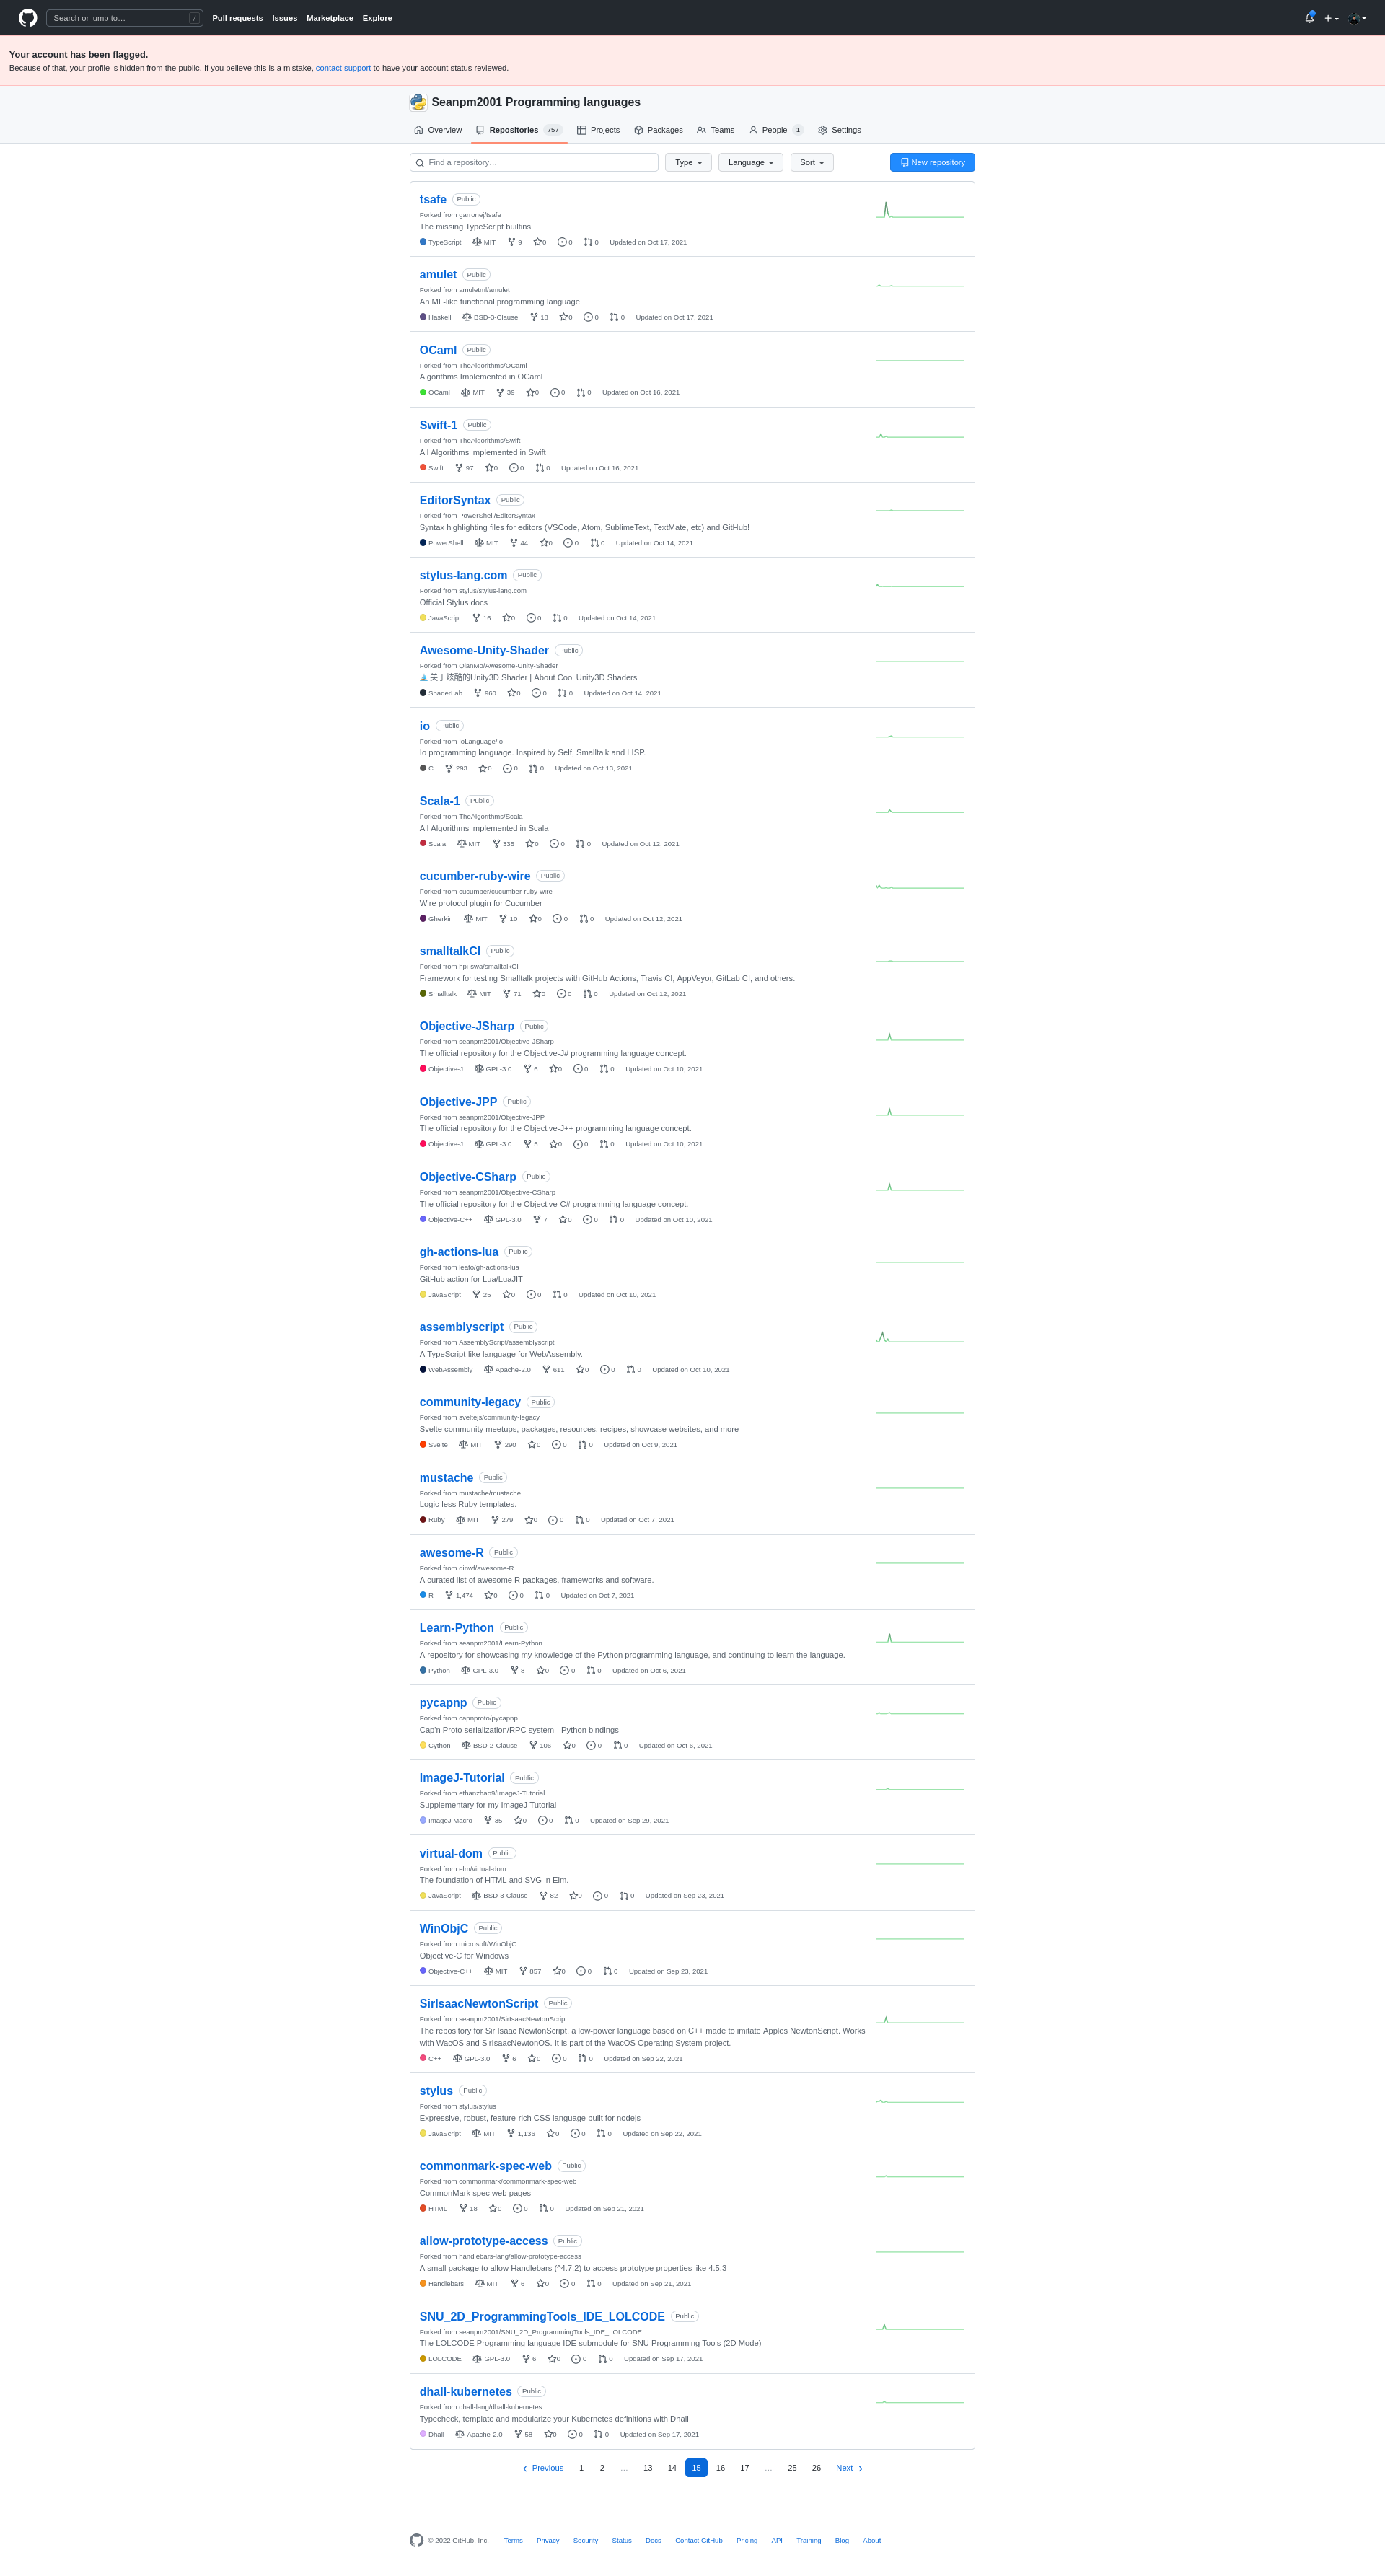 Search or jump to… /
Pull requests Issues Marketplace Explore
Your account has been flagged.
Because of that, your profile is hidden from the public. If you believe this is a mistake, contact support to have your account status reviewed.
Seanpm2001 Programming languages
Overview Repositories 757 Projects Packages Teams People 1 Settings
Find a repository… Type Language Sort New repository
tsafe Public
Forked from garronej/tsafe
The missing TypeScript builtins
TypeScript MIT 9 0 0 0 Updated on Oct 17, 2021
amulet Public
Forked from amuletml/amulet
An ML-like functional programming language
Haskell BSD-3-Clause 18 0 0 0 Updated on Oct 17, 2021
OCaml Public
Forked from TheAlgorithms/OCaml
Algorithms Implemented in OCaml
OCaml MIT 39 0 0 0 Updated on Oct 16, 2021
Swift-1 Public
Forked from TheAlgorithms/Swift
All Algorithms implemented in Swift
Swift 97 0 0 0 Updated on Oct 16, 2021
EditorSyntax Public
Forked from PowerShell/EditorSyntax
Syntax highlighting files for editors (VSCode, Atom, SublimeText, TextMate, etc) and GitHub!
PowerShell MIT 44 0 0 0 Updated on Oct 14, 2021
stylus-lang.com Public
Forked from stylus/stylus-lang.com
Official Stylus docs
JavaScript 16 0 0 0 Updated on Oct 14, 2021
Awesome-Unity-Shader Public
Forked from QianMo/Awesome-Unity-Shader
关于炫酷的Unity3D Shader | About Cool Unity3D Shaders
ShaderLab 960 0 0 0 Updated on Oct 14, 2021
io Public
Forked from IoLanguage/io
Io programming language. Inspired by Self, Smalltalk and LISP.
C 293 0 0 0 Updated on Oct 13, 2021
Scala-1 Public
Forked from TheAlgorithms/Scala
All Algorithms implemented in Scala
Scala MIT 335 0 0 0 Updated on Oct 12, 2021
cucumber-ruby-wire Public
Forked from cucumber/cucumber-ruby-wire
Wire protocol plugin for Cucumber
Gherkin MIT 10 0 0 0 Updated on Oct 12, 2021
smalltalkCI Public
Forked from hpi-swa/smalltalkCI
Framework for testing Smalltalk projects with GitHub Actions, Travis CI, AppVeyor, GitLab CI, and others.
Smalltalk MIT 71 0 0 0 Updated on Oct 12, 2021
Objective-JSharp Public
Forked from seanpm2001/Objective-JSharp
The official repository for the Objective-J# programming language concept.
Objective-J GPL-3.0 6 0 0 0 Updated on Oct 10, 2021
Objective-JPP Public
Forked from seanpm2001/Objective-JPP
The official repository for the Objective-J++ programming language concept.
Objective-J GPL-3.0 5 0 0 0 Updated on Oct 10, 2021
Objective-CSharp Public
Forked from seanpm2001/Objective-CSharp
The official repository for the Objective-C# programming language concept.
Objective-C++ GPL-3.0 7 0 0 0 Updated on Oct 10, 2021
gh-actions-lua Public
Forked from leafo/gh-actions-lua
GitHub action for Lua/LuaJIT
JavaScript 25 0 0 0 Updated on Oct 10, 2021
assemblyscript Public
Forked from AssemblyScript/assemblyscript
A TypeScript-like language for WebAssembly.
WebAssembly Apache-2.0 611 0 0 0 Updated on Oct 10, 2021
community-legacy Public
Forked from sveltejs/community-legacy
Svelte community meetups, packages, resources, recipes, showcase websites, and more
Svelte MIT 290 0 0 0 Updated on Oct 9, 2021
mustache Public
Forked from mustache/mustache
Logic-less Ruby templates.
Ruby MIT 279 0 0 0 Updated on Oct 7, 2021
awesome-R Public
Forked from qinwf/awesome-R
A curated list of awesome R packages, frameworks and software.
R 1,474 0 0 0 Updated on Oct 7, 2021
Learn-Python Public
Forked from seanpm2001/Learn-Python
A repository for showcasing my knowledge of the Python programming language, and continuing to learn the language.
Python GPL-3.0 8 0 0 0 Updated on Oct 6, 2021
pycapnp Public
Forked from capnproto/pycapnp
Cap'n Proto serialization/RPC system - Python bindings
Cython BSD-2-Clause 106 0 0 0 Updated on Oct 6, 2021
ImageJ-Tutorial Public
Forked from ethanzhao9/ImageJ-Tutorial
Supplementary for my ImageJ Tutorial
ImageJ Macro 35 0 0 0 Updated on Sep 29, 2021
virtual-dom Public
Forked from elm/virtual-dom
The foundation of HTML and SVG in Elm.
JavaScript BSD-3-Clause 82 0 0 0 Updated on Sep 23, 2021
WinObjC Public
Forked from microsoft/WinObjC
Objective-C for Windows
Objective-C++ MIT 857 0 0 0 Updated on Sep 23, 2021
SirIsaacNewtonScript Public
Forked from seanpm2001/SirIsaacNewtonScript
The repository for Sir Isaac NewtonScript, a low-power language based on C++ made to imitate Apples NewtonScript. Works
with WacOS and SirIsaacNewtonOS. It is part of the WacOS Operating System project.
C++ GPL-3.0 6 0 0 0 Updated on Sep 22, 2021
stylus Public
Forked from stylus/stylus
Expressive, robust, feature-rich CSS language built for nodejs
JavaScript MIT 1,136 0 0 0 Updated on Sep 22, 2021
commonmark-spec-web Public
Forked from commonmark/commonmark-spec-web
CommonMark spec web pages
HTML 18 0 0 0 Updated on Sep 21, 2021
allow-prototype-access Public
Forked from handlebars-lang/allow-prototype-access
A small package to allow Handlebars (^4.7.2) to access prototype properties like 4.5.3
Handlebars MIT 6 0 0 0 Updated on Sep 21, 2021
SNU_2D_ProgrammingTools_IDE_LOLCODE Public
Forked from seanpm2001/SNU_2D_ProgrammingTools_IDE_LOLCODE
The LOLCODE Programming language IDE submodule for SNU Programming Tools (2D Mode)
LOLCODE GPL-3.0 6 0 0 0 Updated on Sep 17, 2021
dhall-kubernetes Public
Forked from dhall-lang/dhall-kubernetes
Typecheck, template and modularize your Kubernetes definitions with Dhall
Dhall Apache-2.0 58 0 0 0 Updated on Sep 17, 2021
Previous 1 2 … 13 14 15 16 17 … 25 26 Next
© 2022 GitHub, Inc. Terms Privacy Security Status Docs Contact GitHub Pricing API Training Blog About